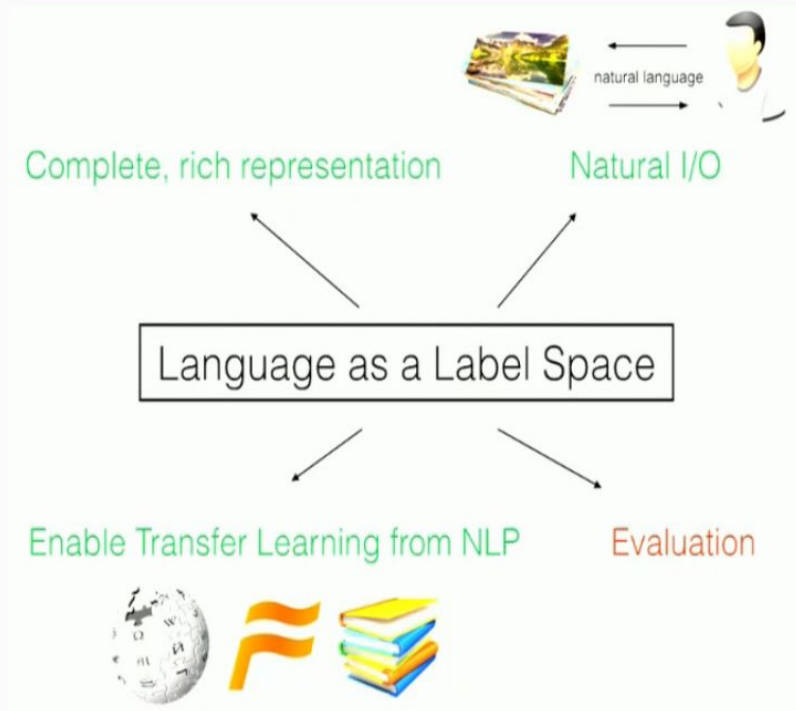 natural language
Complete, rich representation
Natural I/O
Language as a Label Space
Enable Transfer Learning from NLP
Evaluation